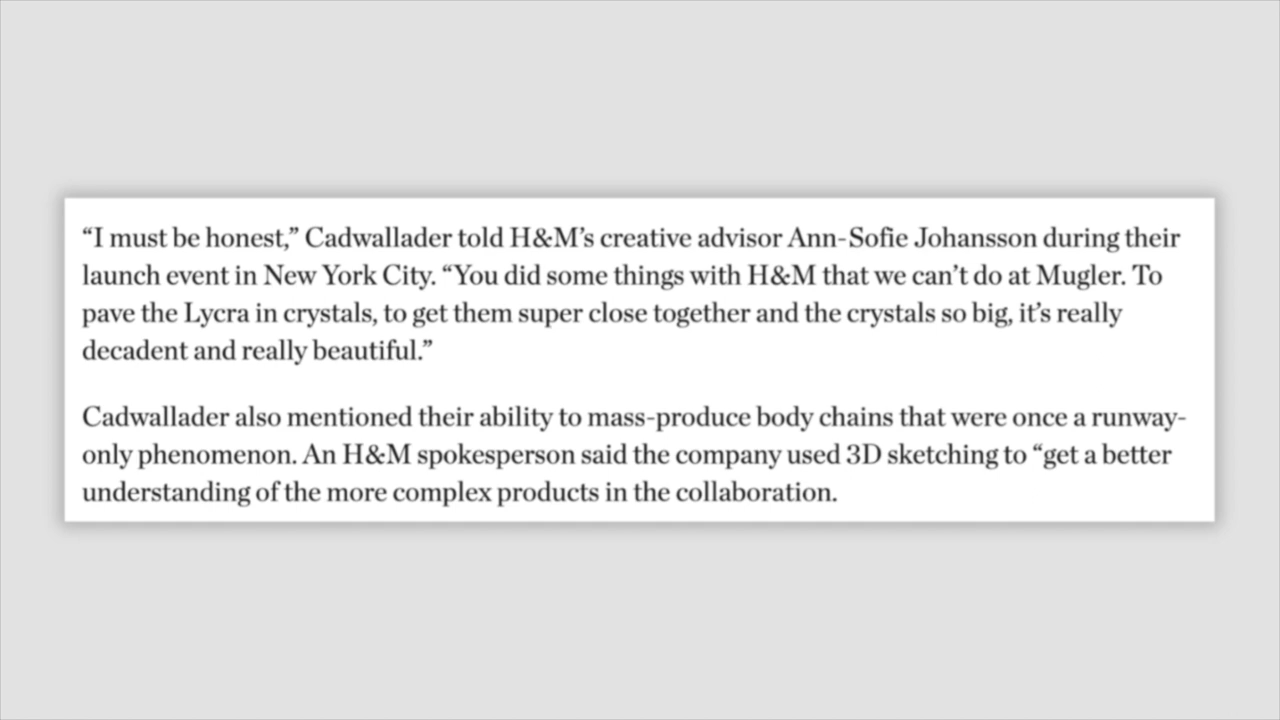 “I must be honest,” Cadwallader told H&M’s creative advisor Ann-Sofie Johansson during their
launch event in New York City. “You did some things with H&M that we can’t do at Mugler. To
pave the Lycra in crystals, to get them super close together and the crystals so big, it’s really
decadent and really beautiful.”
Cadwallader also mentioned their ability to mass-produce body chains that were once a runway-
only phenomenon. An H&M spokesperson said the company used 3D sketching to “get a better
understanding of the more complex products in the collaboration.